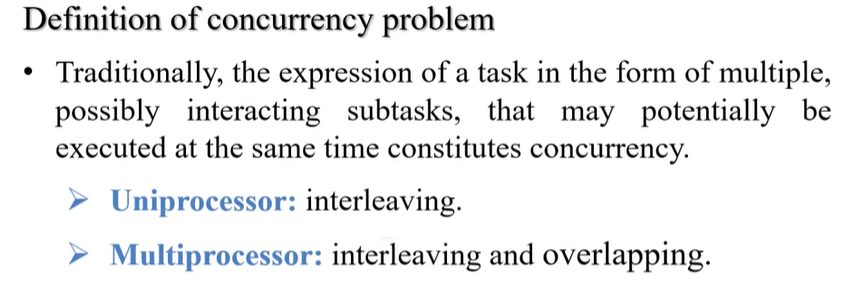 Definition of concurrency problem
• Traditionally, the expression of a task in the form of multiple,
possibly interacting subtasks, that may potentially be
executed at the same time constitutes concurrency.
➢ Uniprocessor: interleaving.
➢ Multiprocessor: interleaving and overlapping.